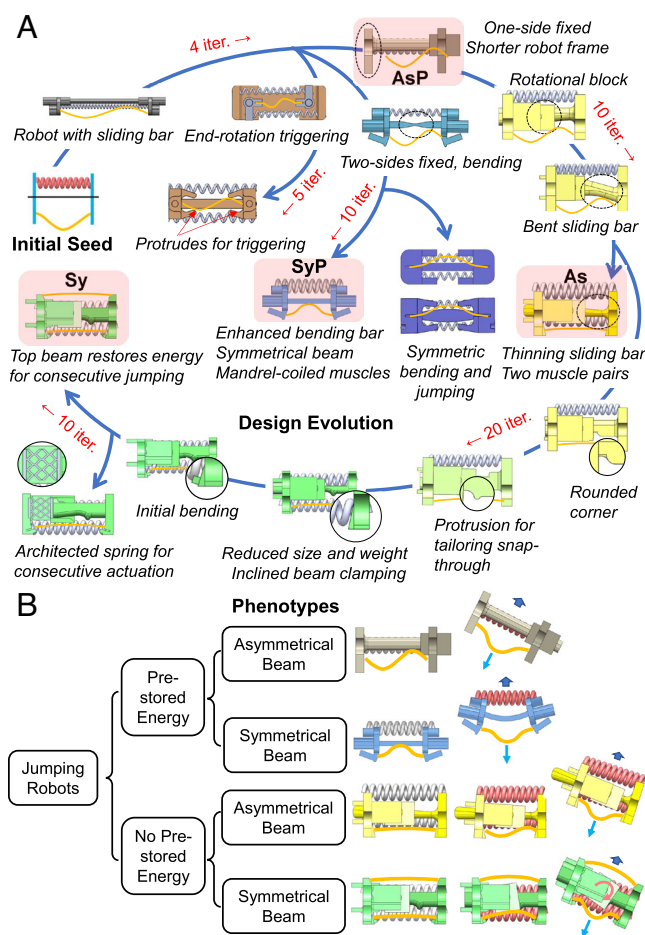 A
4 iter. →
AsP
One-side fixed
Shorter robot frame
Robot with sliding bar
End-rotation triggering
Two-sides fixed, bending
Rotational block
10 iter. →
Bent sliding bar
Initial Seed
← 5 iter.
Protrudes for triggering
← 10 iter.
SyP
Enhanced bending bar
Symmetrical beam
Mandrel-coiled muscles
Symmetric
bending and
jumping
As
Thinning sliding bar
Two muscle pairs
Sy
Top beam restores energy
for consecutive jumping
Design Evolution
← 10 iter.
← 20 iter.
Architected spring for
consecutive actuation
Initial bending
Reduced size and weight
Inclined beam clamping
Protrusion for
tailoring snap-
through
Rounded
corner
B
Phenotypes
Jumping
Robots
Pre-
stored
Energy
Asymmetrical
Beam
Symmetrical
Beam
No Pre-
stored
Energy
Asymmetrical
Beam
Symmetrical
Beam